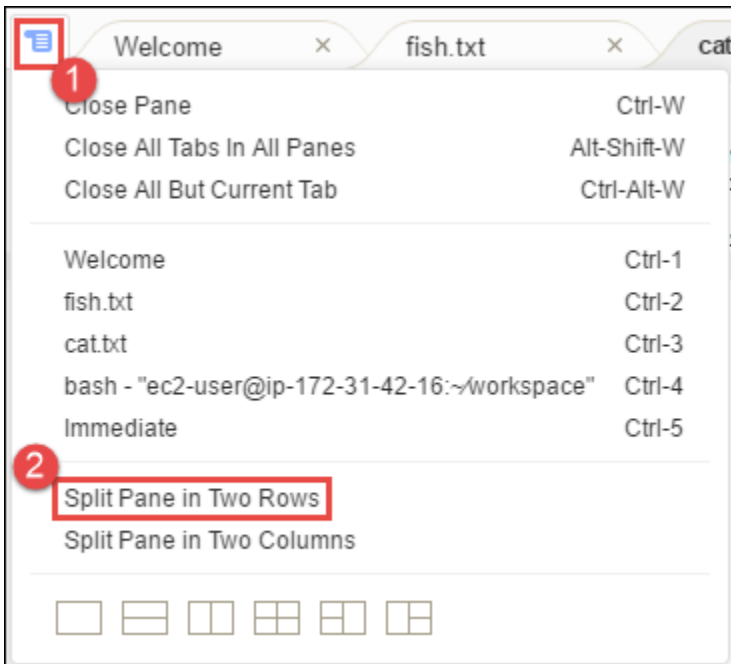 Welcome × fish.txt × cat
1
Close Pane Ctrl-W
Close All Tabs In All Panes Alt-Shift-W
Close All But Current Tab Ctrl-Alt-W
Welcome Ctrl-1
fish.txt Ctrl-2
cat.txt Ctrl-3
bash - "ec2-user@ip-172-31-42-16:~/workspace" Ctrl-4
Immediate Ctrl-5
2
Split Pane in Two Rows
Split Pane in Two Columns